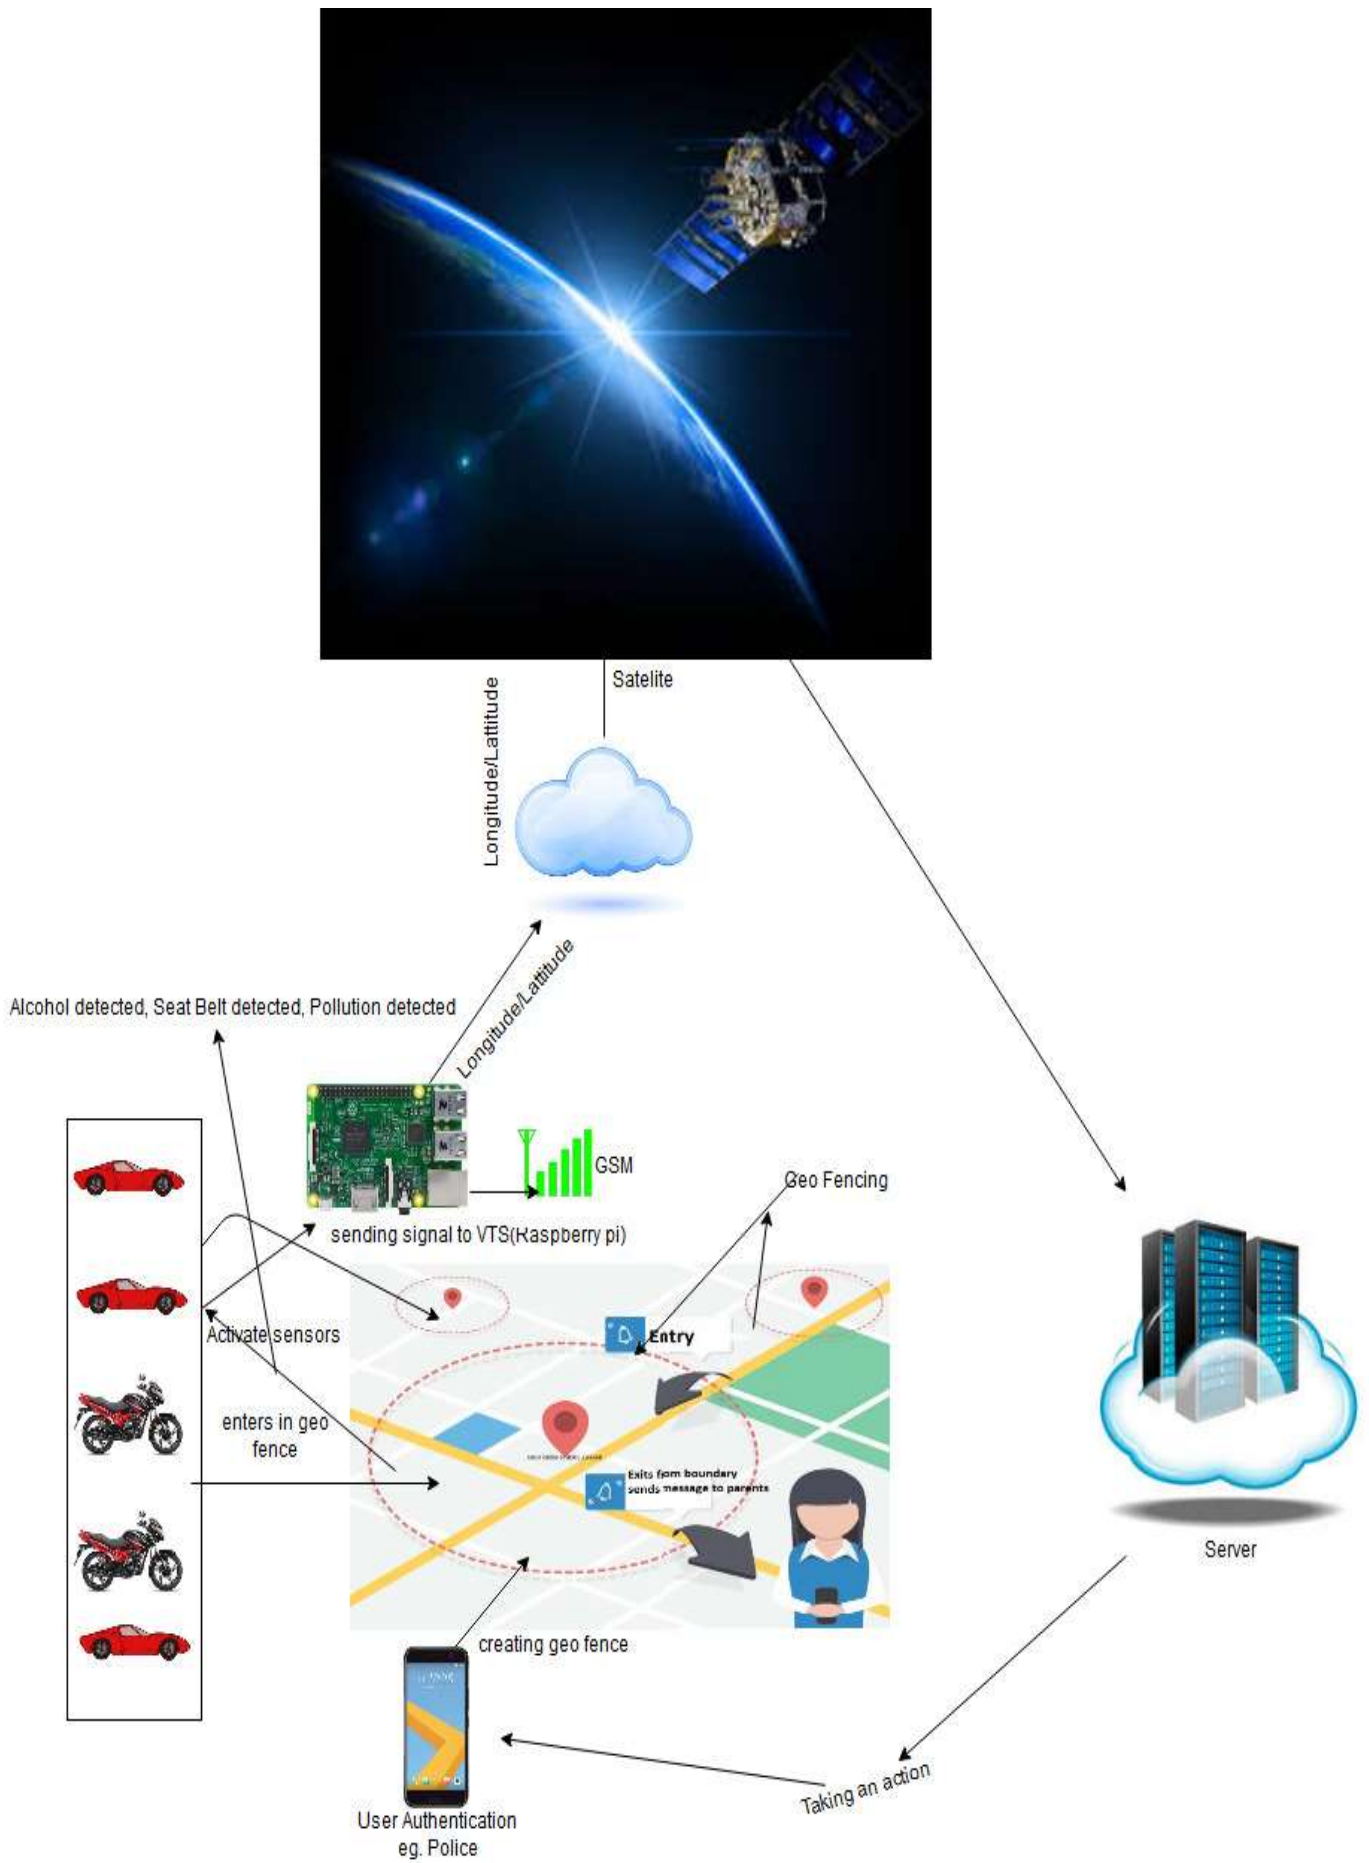 Satelite
Longitude/Lattitude
Longitude/Lattitude
Alcohol detected, Seat Belt detected, Pollution detected
GSM
Geo Fencing
sending signal to VTS(Raspberry pi)
Entry
Activate sensors
enters in geo
fence
Exits from boundary
sends message to parents
Server
creating geo fence
Taking an action
User Authentication
eg. Police